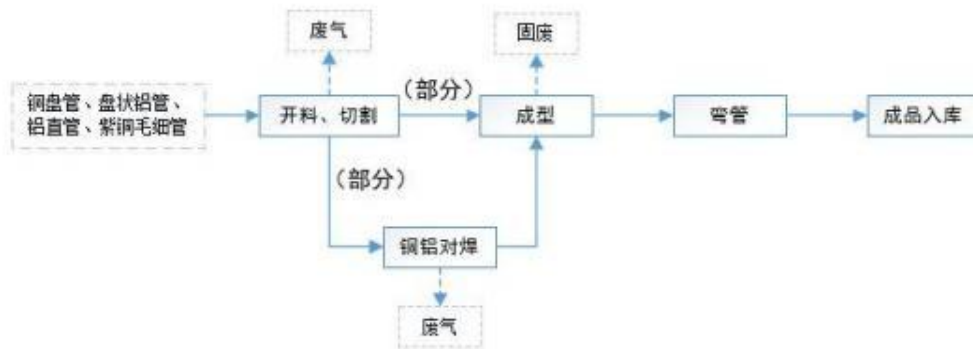 废气
固废
铜盘管、盘状铝管、
铝直管、紫铜毛细管
开料、切割
（部分）
成型
弯管
成品入库
（部分）
铜铝对焊
废气